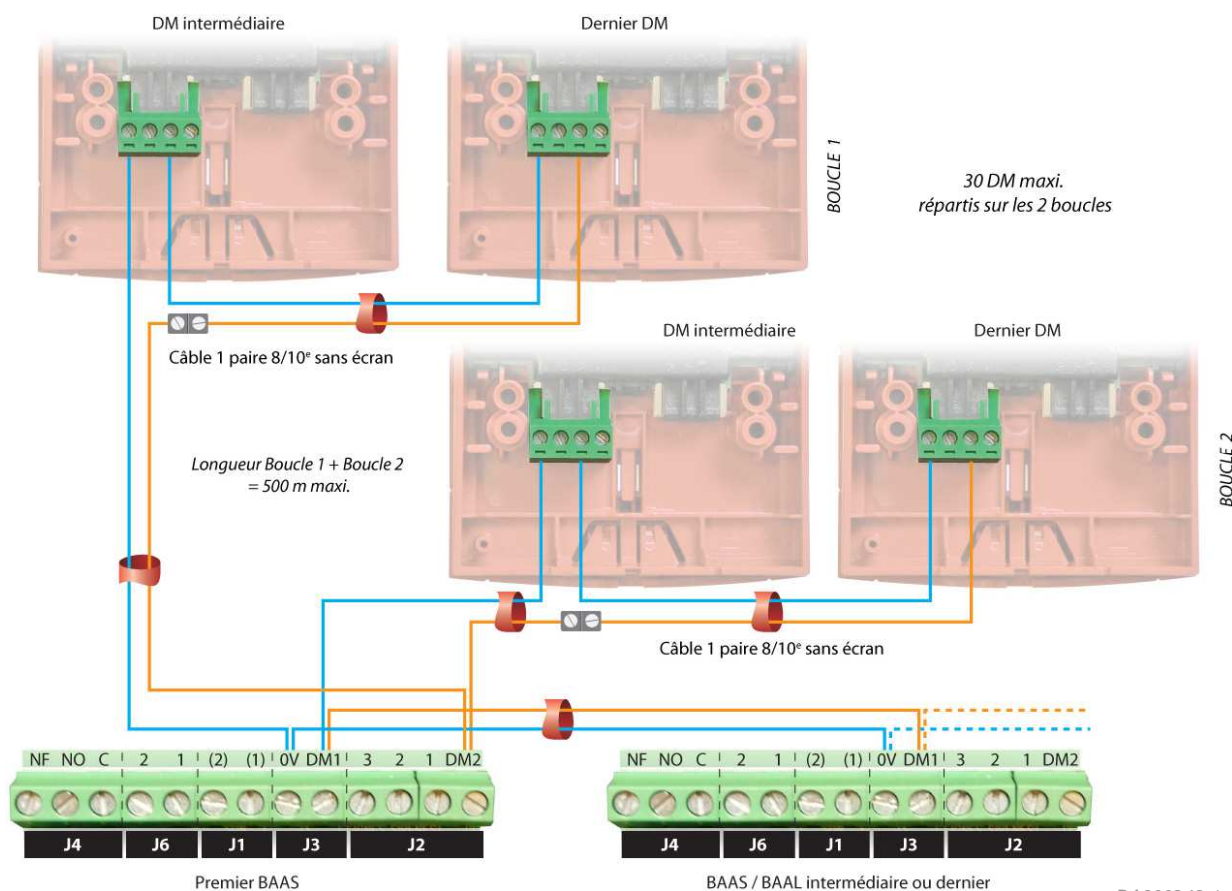 DM intermédiaire
Dernier DM
BOUCLE 1
30 DM maxi.
répartis sur les 2 boucles
Câble 1 paire 8/10e sans écran
DM intermédiaire
Dernier DM
BOUCLE 2
Longueur Boucle 1 + Boucle 2
= 500 m maxi.
Câble 1 paire 8/10e sans écran
NF NO C 2 1 (2) (1) 0V DM1 3 2 1 DM2
J4 J6 J1 J3 J2
Premier BAAS
NF NO C 2 1 (2) (1) 0V DM1 3 2 1 DM2
J4 J6 J1 J3 J2
BAAS / BAAL intermédiaire ou dernier